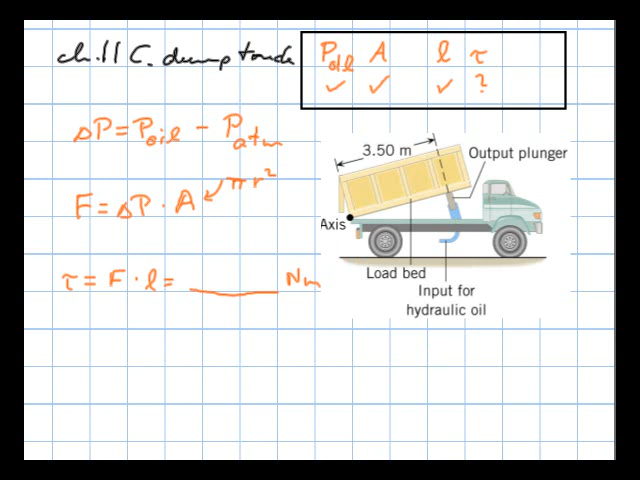 ch. 11 C. dump truck
Poil A l τ
✓ ✓ ✓ ?
ΔP = Poil - Patm
F = ΔP · A πr²
τ = F · l = ______ Nm
3.50 m
Output plunger
Axis
Load bed
Input for
hydraulic oil